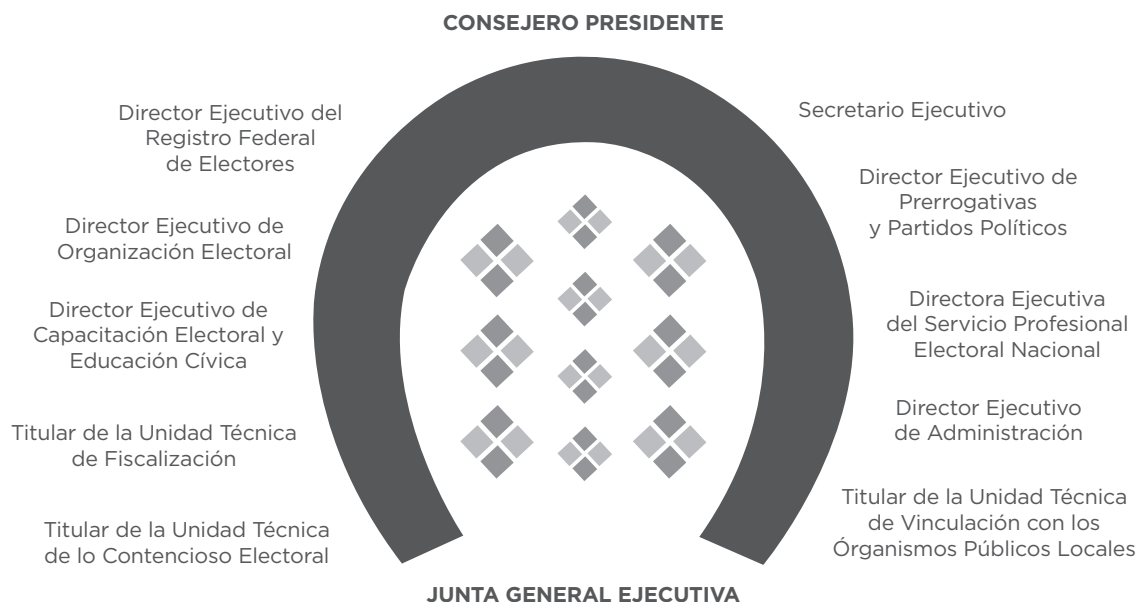 CONSEJERO PRESIDENTE
Director Ejecutivo del
Registro Federal
de Electores
Director Ejecutivo de
Organización Electoral
Director Ejecutivo de
Capacitación Electoral y
Educación Cívica
Titular de la Unidad Técnica
de Fiscalización
Titular de la Unidad Técnica
de lo Contencioso Electoral
Secretario Ejecutivo
Director Ejecutivo de
Prerrogativas
y Partidos Políticos
Directora Ejecutiva
del Servicio Profesional
Electoral Nacional
Director Ejecutivo
de Administración
Titular de la Unidad Técnica
de Vinculación con los
Órganismos Públicos Locales
JUNTA GENERAL EJECUTIVA